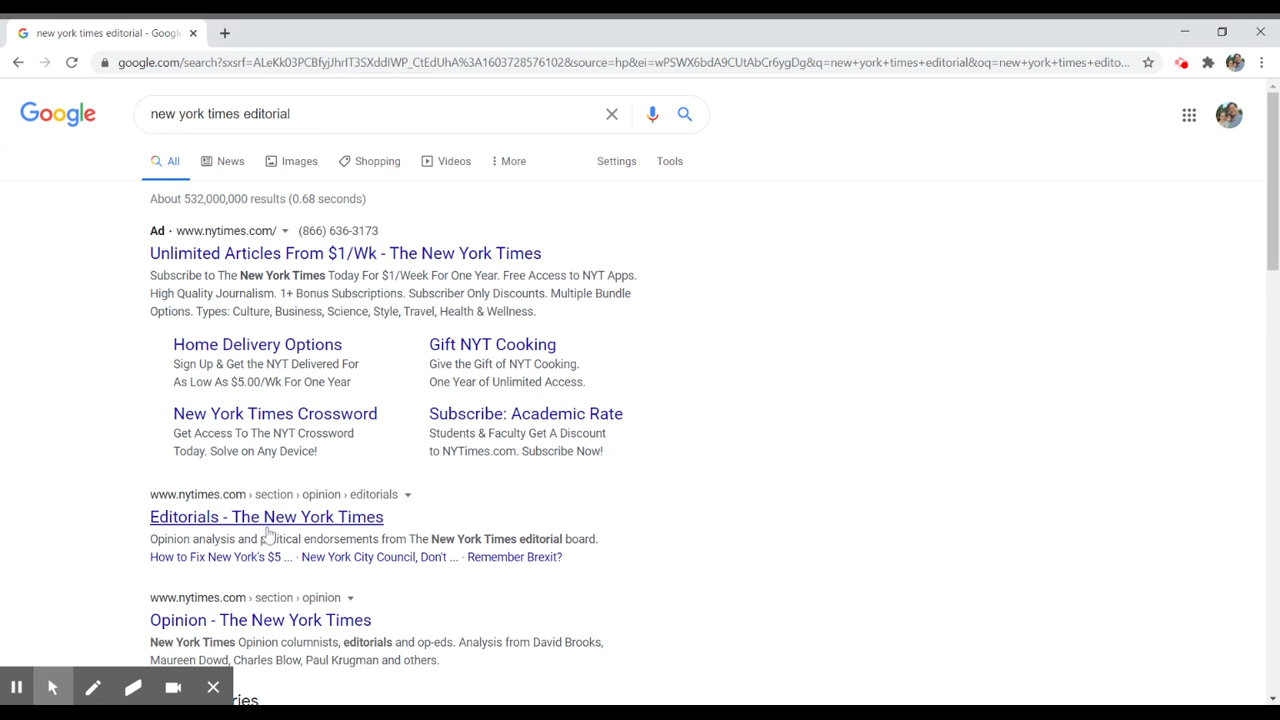 new york times editorial - Googl
google.com/search?sxsrf=ALeKk03PCBfyjJhrIT3SXddIWP_CtEdUhA%3A1603728576102&source=hp&ei=wPSWX6bdA9CUtAbCr6ygDg&q=new+york+times+editorial&oq=new+york+times+edito...
Google
new york times editorial
All News Images Shopping Videos More Settings Tools
About 532,000,000 results (0.68 seconds)
Ad · www.nytimes.com/ (866) 636-3173
Unlimited Articles From $1/Wk - The New York Times
Subscribe to The New York Times Today For $1/Week For One Year. Free Access to NYT Apps.
High Quality Journalism. 1+ Bonus Subscriptions. Subscriber Only Discounts. Multiple Bundle
Options. Types: Culture, Business, Science, Style, Travel, Health & Wellness.
Home Delivery Options
Sign Up & Get the NYT Delivered For
As Low As $5.00/Wk For One Year
Gift NYT Cooking
Give the Gift of NYT Cooking.
One Year of Unlimited Access.
New York Times Crossword
Get Access To The NYT Crossword
Today. Solve on Any Device!
Subscribe: Academic Rate
Students & Faculty Get A Discount
to NYTimes.com. Subscribe Now!
www.nytimes.com › section › opinion › editorials
Editorials - The New York Times
Opinion analysis and political endorsements from The New York Times editorial board.
How to Fix New York's $5 ... · New York City Council, Don't ... · Remember Brexit?
www.nytimes.com › section › opinion
Opinion - The New York Times
New York Times Opinion columnists, editorials and op-eds. Analysis from David Brooks,
Maureen Dowd, Charles Blow, Paul Krugman and others.